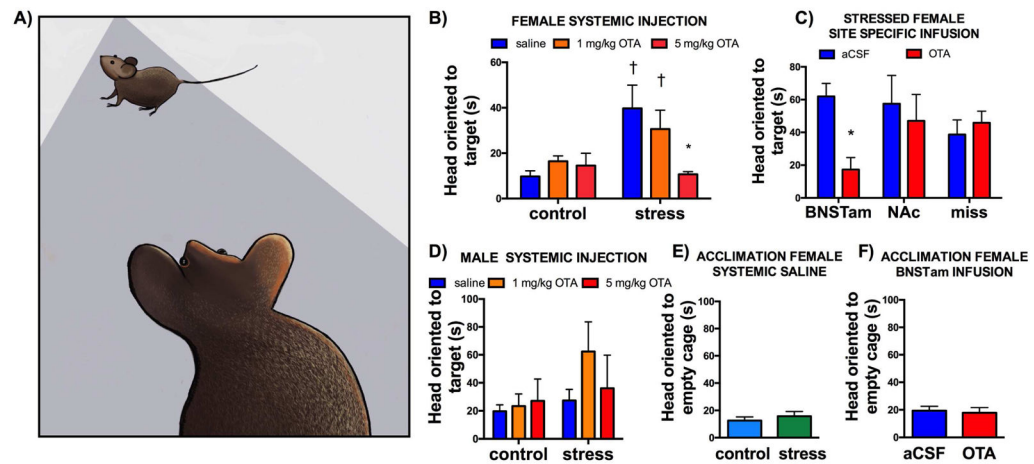 A)
B)
FEMALE SYSTEMIC INJECTION
saline 1 mg/kg OTA 5 mg/kg OTA
Head oriented to
target (s)
60
40
20
0
† † *
control stress
C)
STRESSED FEMALE
SITE SPECIFIC INFUSION
aCSF OTA
Head oriented to
target (s)
80
60
40
20
0
*
BNSTam NAc miss
D)
MALE SYSTEMIC INJECTION
saline 1 mg/kg OTA 5 mg/kg OTA
Head oriented to
target (s)
100
80
60
40
20
0
control stress
E)
ACCLIMATION FEMALE
SYSTEMIC SALINE
Head oriented to
empty cage (s)
100
80
60
40
20
0
control stress
F)
ACCLIMATION FEMALE
BNSTam INFUSION
Head oriented to
empty cage (s)
100
80
60
40
20
0
aCSF OTA